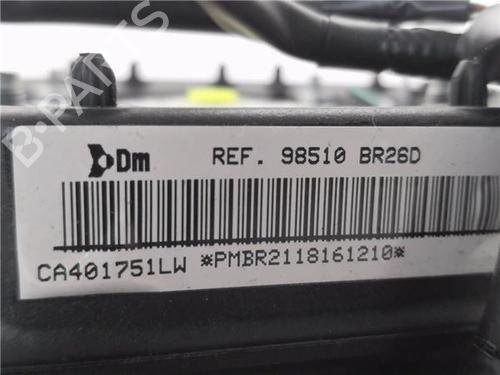 Dm REF. 98510 BR26D
CA401751LW *PMBR2118161210*
B-PARTS